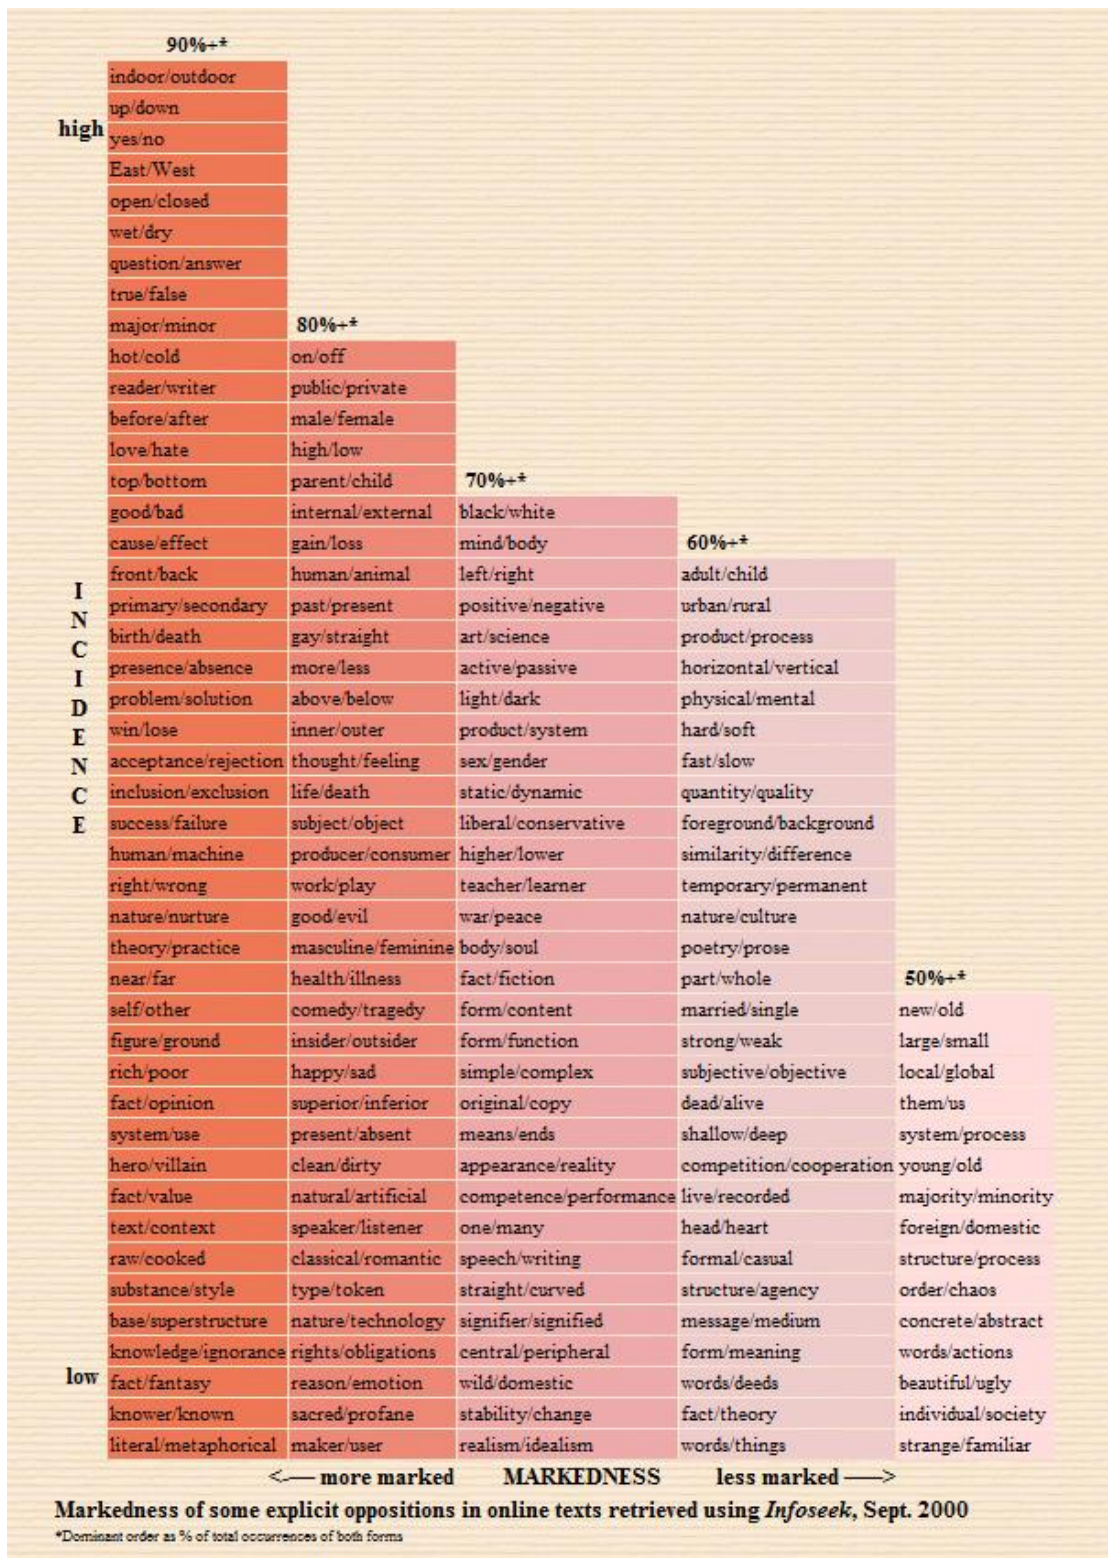 90%+*
indoor/outdoor
up/down
high
yes/no
East/West
open/closed
wet/dry
question/answer
true/false
major/minor 80%+*
hot/cold on/off
reader/writer public/private
before/after male/female
love/hate high/low
top/bottom parent/child 70%+*
good/bad internal/external black/white
cause/effect gain/loss mind/body 60%+*
front/back human/animal left/right adult/child
primary/secondary past/present positive/negative urban/rural
birth/death gay/straight art/science product/process
presence/absence more/less active/passive horizontal/vertical
problem/solution above/below light/dark physical/mental
win/lose inner/outer product/system hard/soft
acceptance/rejection thought/feeling sex/gender fast/slow
inclusion/exclusion life/death static/dynamic quantity/quality
success/failure subject/object liberal/conservative foreground/background
human/machine producer/consumer higher/lower similarity/difference
right/wrong work/play teacher/learner temporary/permanent
nature/nurture good/evil war/peace nature/culture
theory/practice masculine/feminine body/soul poetry/prose
near/far health/illness fact/fiction part/whole 50%+*
self/other comedy/tragedy form/content married/single new/old
figure/ground insider/outsider form/function strong/weak large/small
rich/poor happy/sad simple/complex subjective/objective local/global
fact/opinion superior/inferior original/copy dead/alive them/us
system/use present/absent means/ends shallow/deep system/process
hero/villain clean/dirty appearance/reality competition/cooperation young/old
fact/value natural/artificial competence/performance live/recorded majority/minority
text/context speaker/listener one/many head/heart foreign/domestic
raw/cooked classical/romantic speech/writing formal/casual structure/process
substance/style type/token straight/curved structure/agency order/chaos
base/superstructure nature/technology signifier/signified message/medium concrete/abstract
knowledge/ignorance rights/obligations central/peripheral form/meaning words/actions
low fact/fantasy reason/emotion wild/domestic words/deeds beautiful/ugly
knower/known sacred/profane stability/change fact/theory individual/society
literal/metaphorical maker/user realism/idealism words/things strange/familiar
INCIDENCE
<— more marked MARKEDNESS less marked —>
Markedness of some explicit oppositions in online texts retrieved using Infoseek, Sept. 2000
*Dominant order as % of total occurrences of both forms